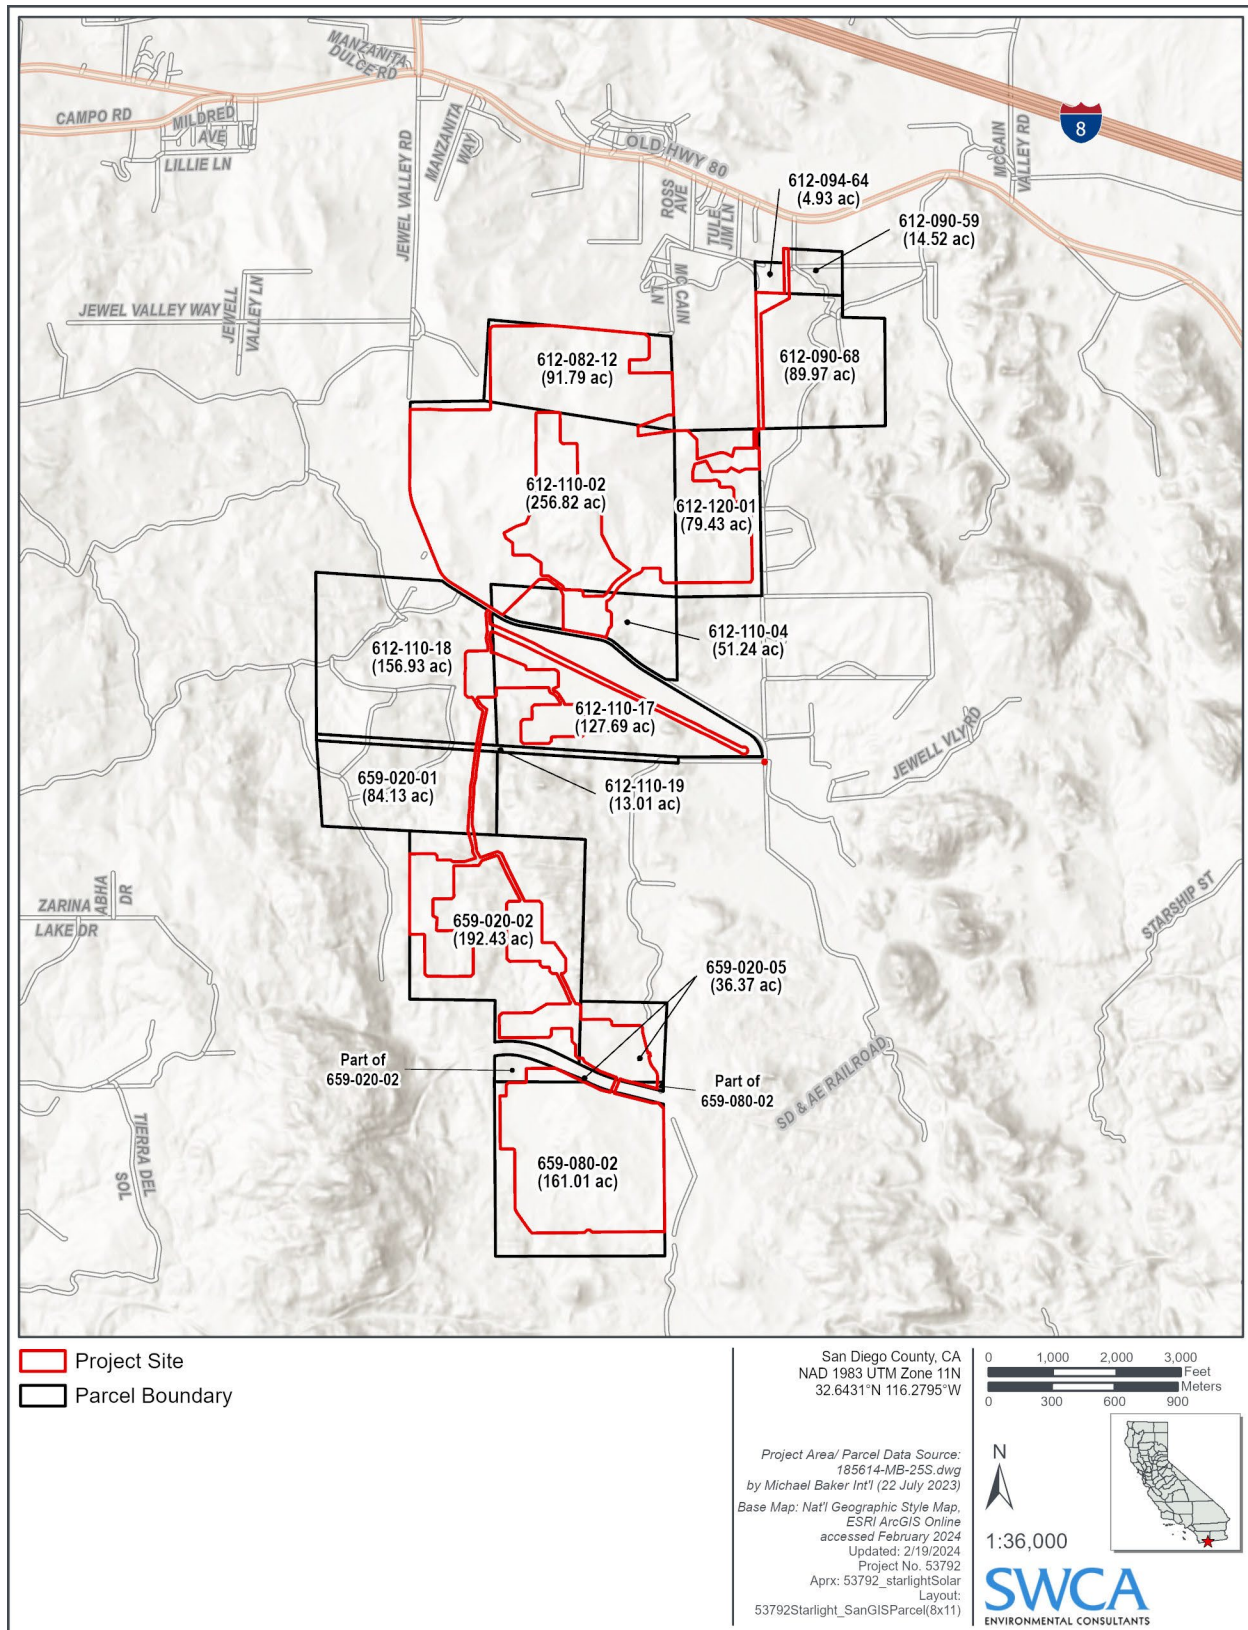 MANZANITA
DULCE RD
CAMPO RD
MILDRED
AVE
LILLIE LN
JEWEL VALLEY RD
MANZANITA
WAY
OLD HWY 80
8
MCCAIN
VALLEY RD
ROSS
AVE
TULE
JIM LN
MC CAIN
LN
612-094-64
(4.93 ac)
612-090-59
(14.52 ac)
JEWEL VALLEY WAY
JEWELL
VALLEY LN
612-082-12
(91.79 ac)
612-090-68
(89.97 ac)
612-110-02
(256.82 ac)
612-120-01
(79.43 ac)
612-110-04
(51.24 ac)
612-110-18
(156.93 ac)
612-110-17
(127.69 ac)
JEWELL VLY RD
659-020-01
(84.13 ac)
612-110-19
(13.01 ac)
ZARINA
LAKE DR
ABHA
DR
STARSHIP ST
659-020-02
(192.43 ac)
659-020-05
(36.37 ac)
Part of
659-020-02
Part of
659-080-02
SD & AE RAILROAD
TIERRA DEL
SOL
659-080-02
(161.01 ac)
Project Site
Parcel Boundary
San Diego County, CA
NAD 1983 UTM Zone 11N
32.6431°N 116.2795°W
Project Area/ Parcel Data Source:
185614-MB-25S.dwg
by Michael Baker Int'l (22 July 2023)
Base Map: Nat'l Geographic Style Map,
ESRI ArcGIS Online
accessed February 2024
Updated: 2/19/2024
Project No. 53792
Aprx: 53792_starlightSolar
Layout:
53792Starlight_SanGISParcel(8x11)
0 1,000 2,000 3,000
Feet
Meters
0 300 600 900
N
1:36,000
SWCA
ENVIRONMENTAL CONSULTANTS